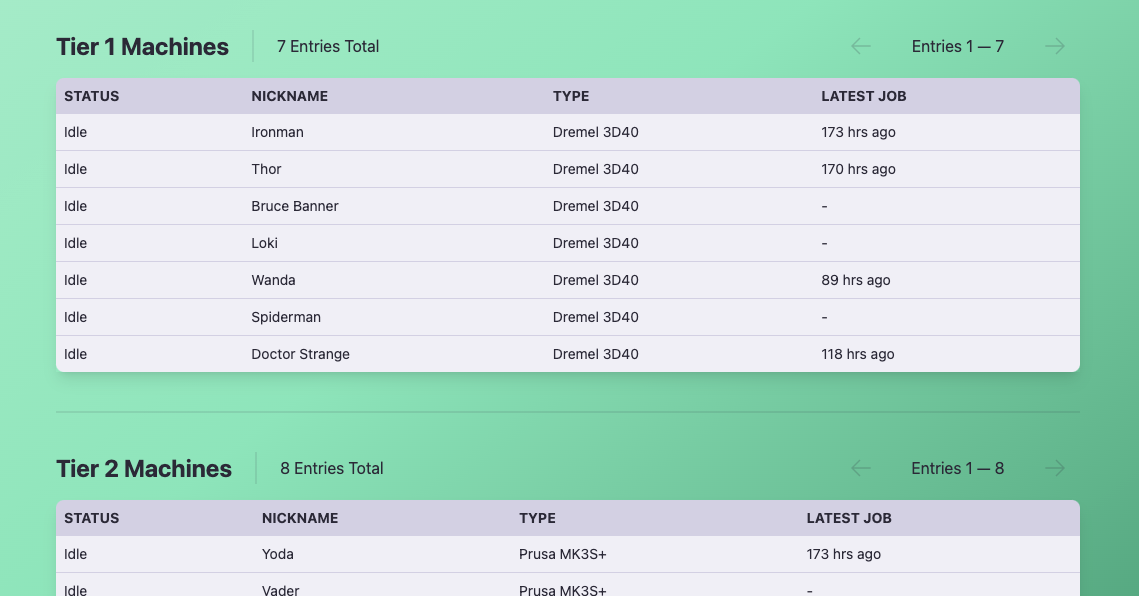 Tier 1 Machines 7 Entries Total Entries 1 — 7
STATUS NICKNAME TYPE LATEST JOB
Idle Ironman Dremel 3D40 173 hrs ago
Idle Thor Dremel 3D40 170 hrs ago
Idle Bruce Banner Dremel 3D40 -
Idle Loki Dremel 3D40 -
Idle Wanda Dremel 3D40 89 hrs ago
Idle Spiderman Dremel 3D40 -
Idle Doctor Strange Dremel 3D40 118 hrs ago
Tier 2 Machines 8 Entries Total Entries 1 — 8
STATUS NICKNAME TYPE LATEST JOB
Idle Yoda Prusa MK3S+ 173 hrs ago
Idle Vader Prusa MK3S+ -